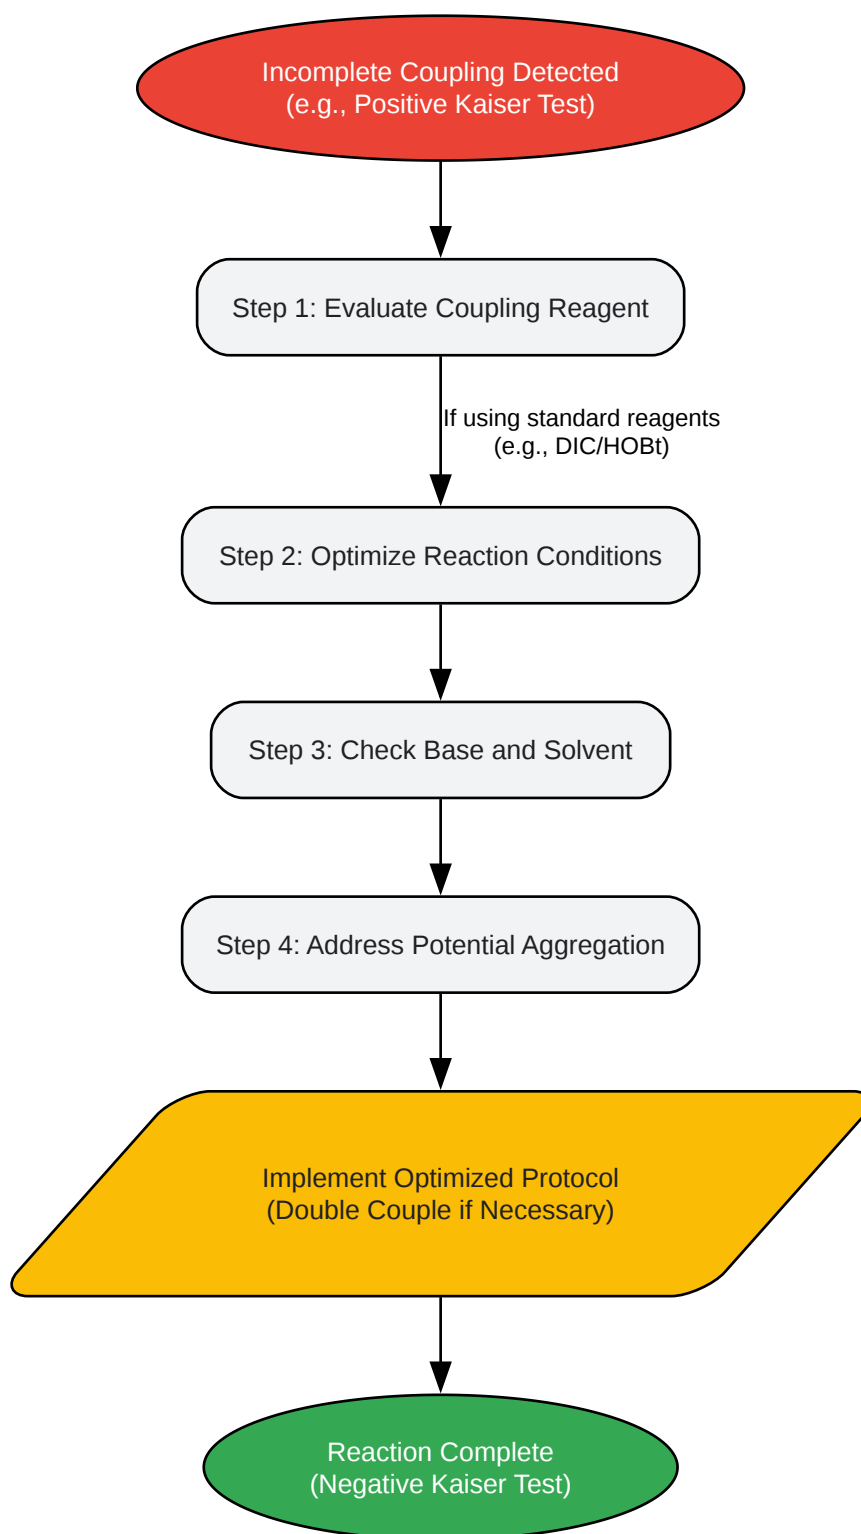 Incomplete Coupling Detected
(e.g., Positive Kaiser Test)
Step 1: Evaluate Coupling Reagent
If using standard reagents
(e.g., DIC/HOBt)
Step 2: Optimize Reaction Conditions
Step 3: Check Base and Solvent
Step 4: Address Potential Aggregation
Implement Optimized Protocol
(Double Couple if Necessary)
Reaction Complete
(Negative Kaiser Test)